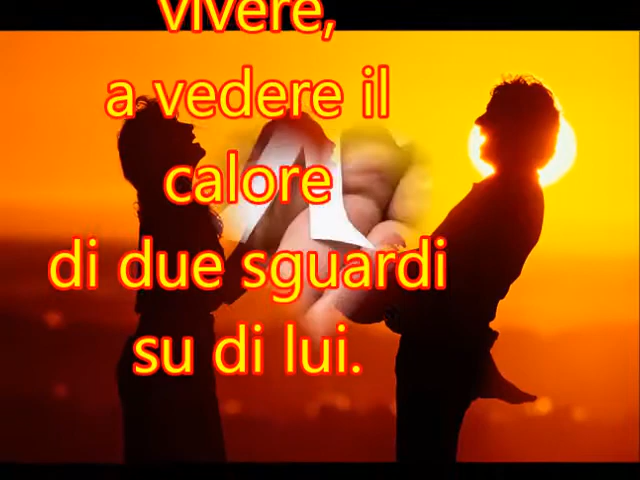 vivere,
a vedere il
calore
di due sguardi
su di lui.